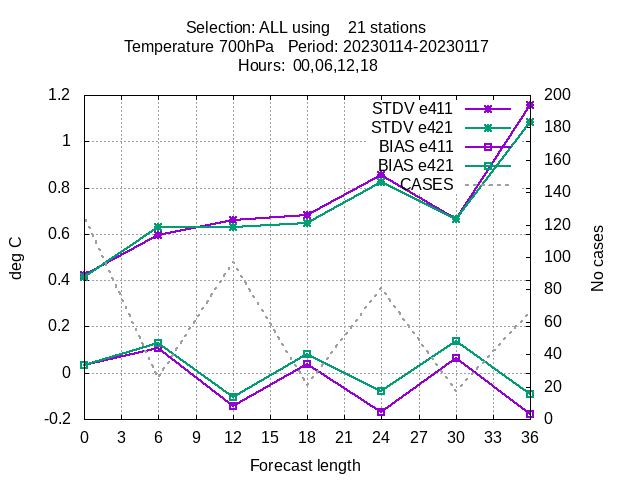 Selection: ALL using 21 stations
Temperature 700hPa Period: 20230114-20230117
Hours: 00,06,12,18
STDV e411
STDV e421
BIAS e411
BIAS e421
CASES
deg C
1.2
1
0.8
0.6
0.4
0.2
0
-0.2
200
180
160
140
120
100
80
60
40
20
0
No cases
0 3 6 9 12 15 18 21 24 27 30 33 36
Forecast length